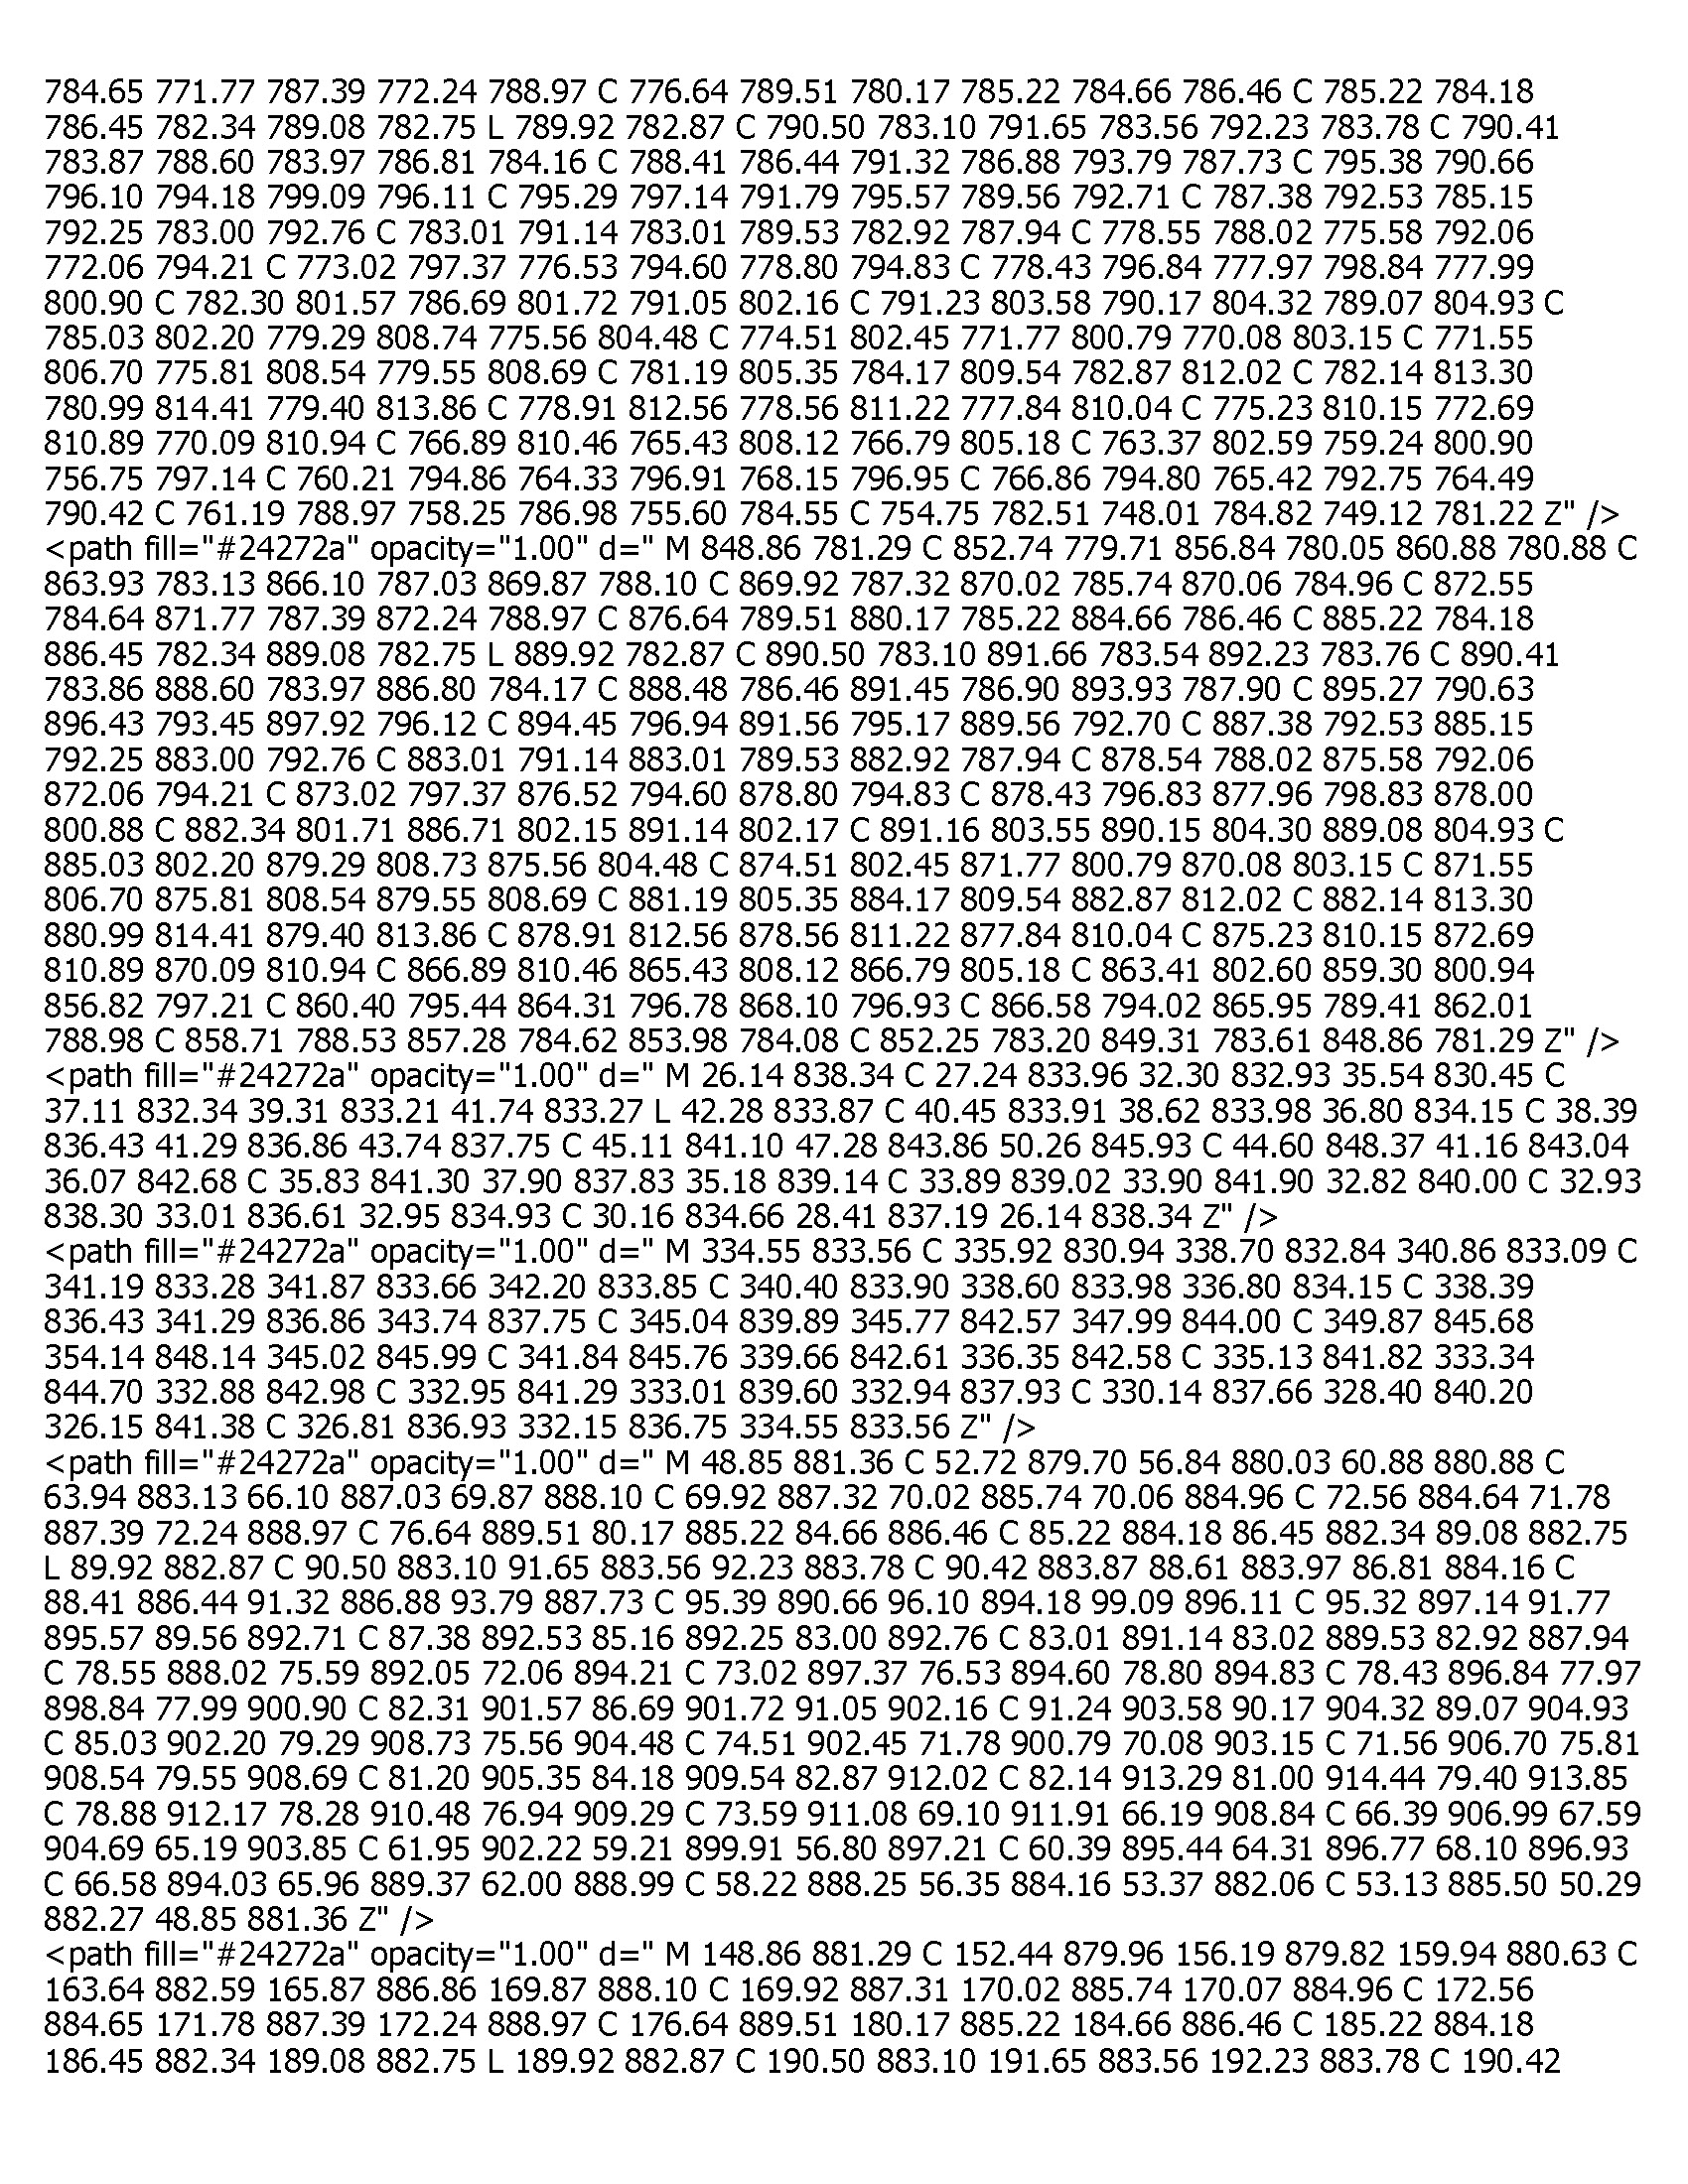 784.65 771.77 787.39 772.24 788.97 C 776.64 789.51 780.17 785.22 784.66 786.46 C 785.22 784.18
786.45 782.34 789.08 782.75 L 789.92 782.87 C 790.50 783.10 791.65 783.56 792.23 783.78 C 790.41
783.87 788.60 783.97 786.81 784.16 C 788.41 786.44 791.32 786.88 793.79 787.73 C 795.38 790.66
796.10 794.18 799.09 796.11 C 795.29 797.14 791.79 795.57 789.56 792.71 C 787.38 792.53 785.15
792.25 783.00 792.76 C 783.01 791.14 783.01 789.53 782.92 787.94 C 778.55 788.02 775.58 792.06
772.06 794.21 C 773.02 797.37 776.53 794.60 778.80 794.83 C 778.43 796.84 777.97 798.84 777.99
800.90 C 782.30 801.57 786.69 801.72 791.05 802.16 C 791.23 803.58 790.17 804.32 789.07 804.93 C
785.03 802.20 779.29 808.74 775.56 804.48 C 774.51 802.45 771.77 800.79 770.08 803.15 C 771.55
806.70 775.81 808.54 779.55 808.69 C 781.19 805.35 784.17 809.54 782.87 812.02 C 782.14 813.30
780.99 814.41 779.40 813.86 C 778.91 812.56 778.56 811.22 777.84 810.04 C 775.23 810.15 772.69
810.89 770.09 810.94 C 766.89 810.46 765.43 808.12 766.79 805.18 C 763.37 802.59 759.24 800.90
756.75 797.14 C 760.21 794.86 764.33 796.91 768.15 796.95 C 766.86 794.80 765.42 792.75 764.49
790.42 C 761.19 788.97 758.25 786.98 755.60 784.55 C 754.75 782.51 748.01 784.82 749.12 781.22 Z" />
<path fill="#24272a" opacity="1.00" d=" M 848.86 781.29 C 852.74 779.71 856.84 780.05 860.88 780.88 C
863.93 783.13 866.10 787.03 869.87 788.10 C 869.92 787.32 870.02 785.74 870.06 784.96 C 872.55
784.64 871.77 787.39 872.24 788.97 C 876.64 789.51 880.17 785.22 884.66 786.46 C 885.22 784.18
886.45 782.34 889.08 782.75 L 889.92 782.87 C 890.50 783.10 891.66 783.54 892.23 783.76 C 890.41
783.86 888.60 783.97 886.80 784.17 C 888.48 786.46 891.45 786.90 893.93 787.90 C 895.27 790.63
896.43 793.45 897.92 796.12 C 894.45 796.94 891.56 795.17 889.56 792.70 C 887.38 792.53 885.15
792.25 883.00 792.76 C 883.01 791.14 883.01 789.53 882.92 787.94 C 878.54 788.02 875.58 792.06
872.06 794.21 C 873.02 797.37 876.52 794.60 878.80 794.83 C 878.43 796.83 877.96 798.83 878.00
800.88 C 882.34 801.71 886.71 802.15 891.14 802.17 C 891.16 803.55 890.15 804.30 889.08 804.93 C
885.03 802.20 879.29 808.73 875.56 804.48 C 874.51 802.45 871.77 800.79 870.08 803.15 C 871.55
806.70 875.81 808.54 879.55 808.69 C 881.19 805.35 884.17 809.54 882.87 812.02 C 882.14 813.30
880.99 814.41 879.40 813.86 C 878.91 812.56 878.56 811.22 877.84 810.04 C 875.23 810.15 872.69
810.89 870.09 810.94 C 866.89 810.46 865.43 808.12 866.79 805.18 C 863.41 802.60 859.30 800.94
856.82 797.21 C 860.40 795.44 864.31 796.78 868.10 796.93 C 866.58 794.02 865.95 789.41 862.01
788.98 C 858.71 788.53 857.28 784.62 853.98 784.08 C 852.25 783.20 849.31 783.61 848.86 781.29 Z" />
<path fill="#24272a" opacity="1.00" d=" M 26.14 838.34 C 27.24 833.96 32.30 832.93 35.54 830.45 C
37.11 832.34 39.31 833.21 41.74 833.27 L 42.28 833.87 C 40.45 833.91 38.62 833.98 36.80 834.15 C 38.39
836.43 41.29 836.86 43.74 837.75 C 45.11 841.10 47.28 843.86 50.26 845.93 C 44.60 848.37 41.16 843.04
36.07 842.68 C 35.83 841.30 37.90 837.83 35.18 839.14 C 33.89 839.02 33.90 841.90 32.82 840.00 C 32.93
838.30 33.01 836.61 32.95 834.93 C 30.16 834.66 28.41 837.19 26.14 838.34 Z" />
<path fill="#24272a" opacity="1.00" d=" M 334.55 833.56 C 335.92 830.94 338.70 832.84 340.86 833.09 C
341.19 833.28 341.87 833.66 342.20 833.85 C 340.40 833.90 338.60 833.98 336.80 834.15 C 338.39
836.43 341.29 836.86 343.74 837.75 C 345.04 839.89 345.77 842.57 347.99 844.00 C 349.87 845.68
354.14 848.14 345.02 845.99 C 341.84 845.76 339.66 842.61 336.35 842.58 C 335.13 841.82 333.34
844.70 332.88 842.98 C 332.95 841.29 333.01 839.60 332.94 837.93 C 330.14 837.66 328.40 840.20
326.15 841.38 C 326.81 836.93 332.15 836.75 334.55 833.56 Z" />
<path fill="#24272a" opacity="1.00" d=" M 48.85 881.36 C 52.72 879.70 56.84 880.03 60.88 880.88 C
63.94 883.13 66.10 887.03 69.87 888.10 C 69.92 887.32 70.02 885.74 70.06 884.96 C 72.56 884.64 71.78
887.39 72.24 888.97 C 76.64 889.51 80.17 885.22 84.66 886.46 C 85.22 884.18 86.45 882.34 89.08 882.75
L 89.92 882.87 C 90.50 883.10 91.65 883.56 92.23 883.78 C 90.42 883.87 88.61 883.97 86.81 884.16 C
88.41 886.44 91.32 886.88 93.79 887.73 C 95.39 890.66 96.10 894.18 99.09 896.11 C 95.32 897.14 91.77
895.57 89.56 892.71 C 87.38 892.53 85.16 892.25 83.00 892.76 C 83.01 891.14 83.02 889.53 82.92 887.94
C 78.55 888.02 75.59 892.05 72.06 894.21 C 73.02 897.37 76.53 894.60 78.80 894.83 C 78.43 896.84 77.97
898.84 77.99 900.90 C 82.31 901.57 86.69 901.72 91.05 902.16 C 91.24 903.58 90.17 904.32 89.07 904.93
C 85.03 902.20 79.29 908.73 75.56 904.48 C 74.51 902.45 71.78 900.79 70.08 903.15 C 71.56 906.70 75.81
908.54 79.55 908.69 C 81.20 905.35 84.18 909.54 82.87 912.02 C 82.14 913.29 81.00 914.44 79.40 913.85
C 78.88 912.17 78.28 910.48 76.94 909.29 C 73.59 911.08 69.10 911.91 66.19 908.84 C 66.39 906.99 67.59
904.69 65.19 903.85 C 61.95 902.22 59.21 899.91 56.80 897.21 C 60.39 895.44 64.31 896.77 68.10 896.93
C 66.58 894.03 65.96 889.37 62.00 888.99 C 58.22 888.25 56.35 884.16 53.37 882.06 C 53.13 885.50 50.29
882.27 48.85 881.36 Z" />
<path fill="#24272a" opacity="1.00" d=" M 148.86 881.29 C 152.44 879.96 156.19 879.82 159.94 880.63 C
163.64 882.59 165.87 886.86 169.87 888.10 C 169.92 887.31 170.02 885.74 170.07 884.96 C 172.56
884.65 171.78 887.39 172.24 888.97 C 176.64 889.51 180.17 885.22 184.66 886.46 C 185.22 884.18
186.45 882.34 189.08 882.75 L 189.92 882.87 C 190.50 883.10 191.65 883.56 192.23 883.78 C 190.42